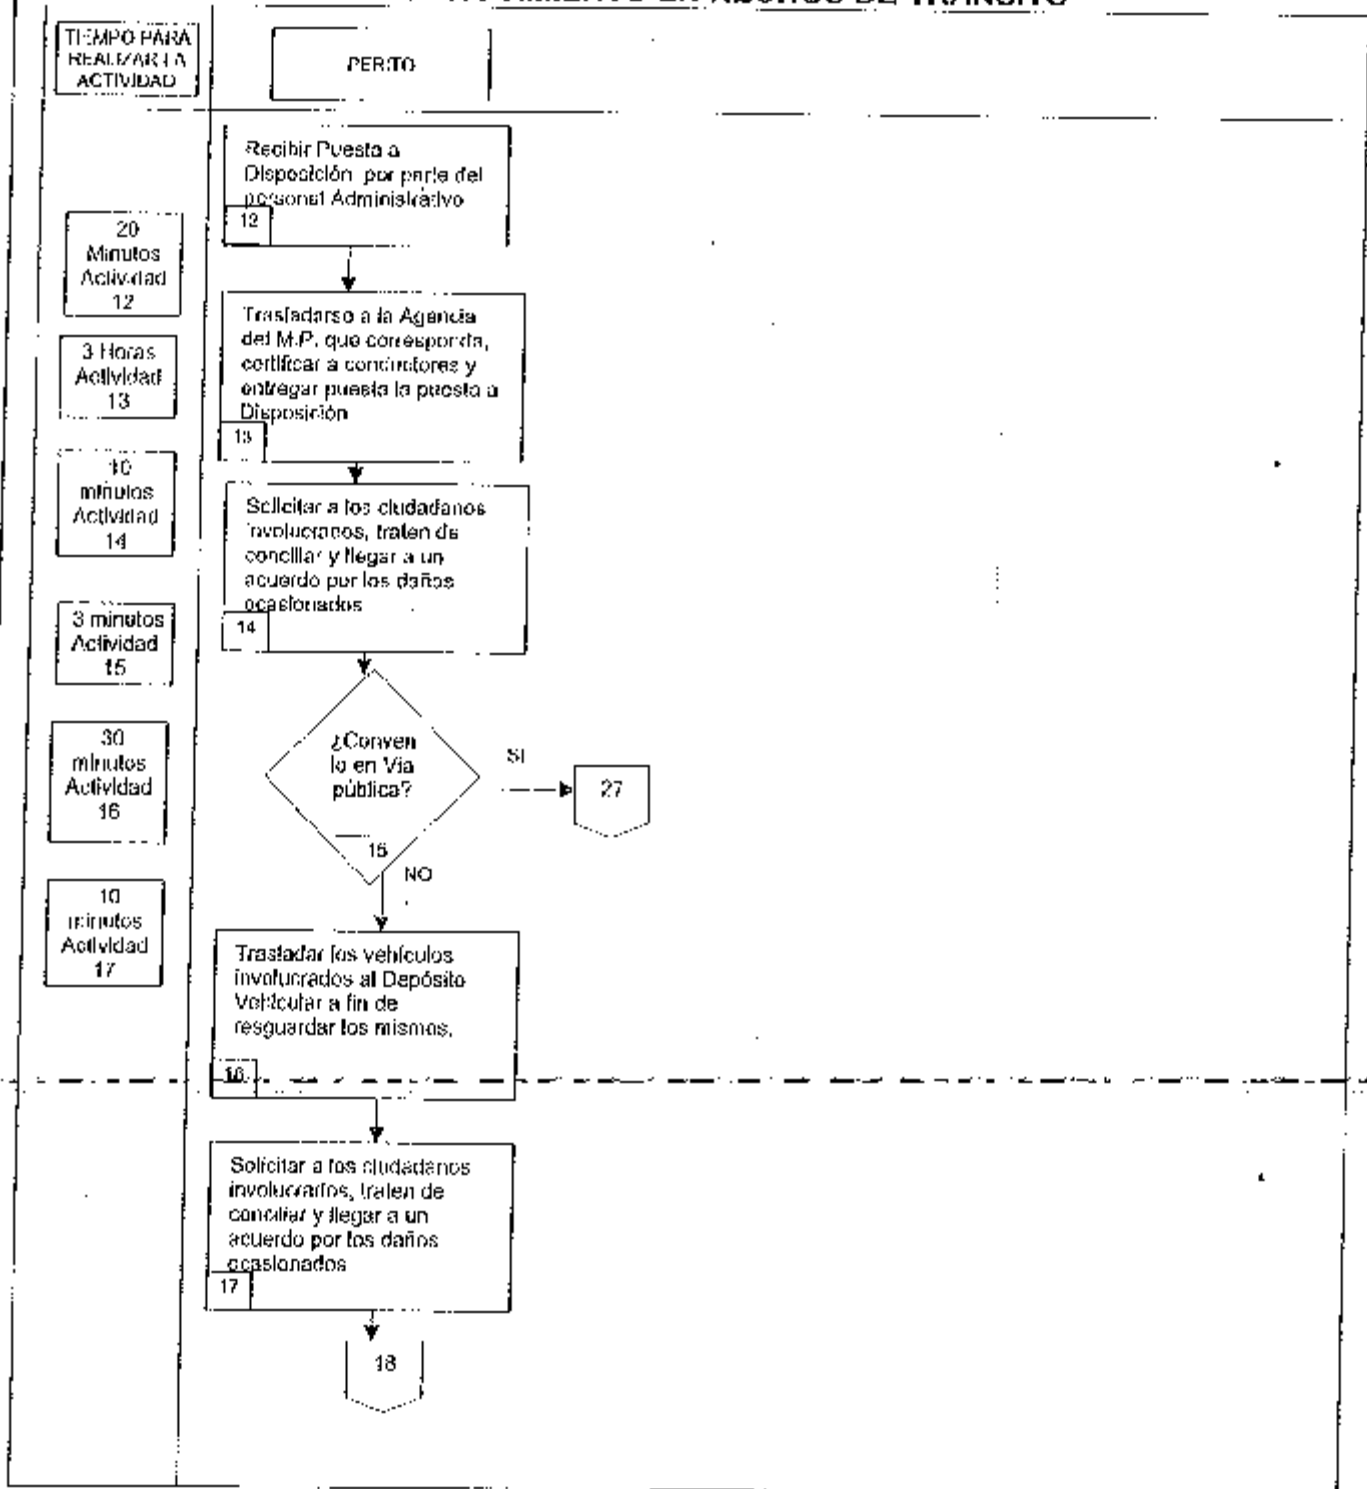 DE TRÁNSITO
TIEMPO PARA
REALIZAR LA
ACTIVIDAD
PERITO
Recibir Puesta a
Disposición por parte del
personal Administrativo
12
20
Minutos
Actividad
12
Trasladarse a la Agencia
del M.P. que corresponda,
certificar a conductores y
entregar puesta la puesta a
Disposición
13
3 Horas
Actividad
13
10
minutos
Actividad
14
Solicitar a los ciudadanos
involucrados, traten de
conciliar y llegar a un
acuerdo por los daños
ocasionados
14
3 minutos
Actividad
15
¿Conven
io en Vía
pública?
15
SI
27
NO
30
minutos
Actividad
16
10
minutos
Actividad
17
Trasladar los vehículos
involucrados al Depósito
Vehicular a fin de
resguardar los mismos.
16
Solicitar a los ciudadanos
involucrados, traten de
conciliar y llegar a un
acuerdo por los daños
ocasionados
17
18